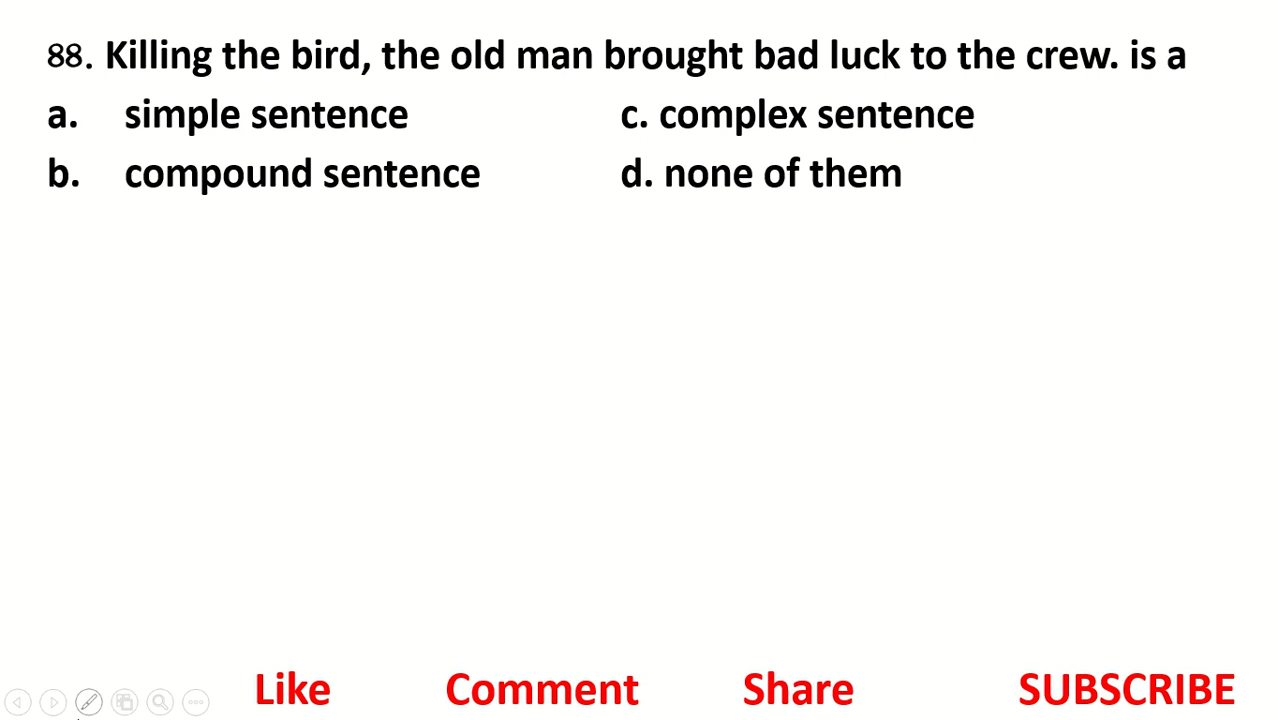 88. Killing the bird, the old man brought bad luck to the crew. is a
a. simple sentence c. complex sentence
b. compound sentence d. none of them
Like Comment Share SUBSCRIBE